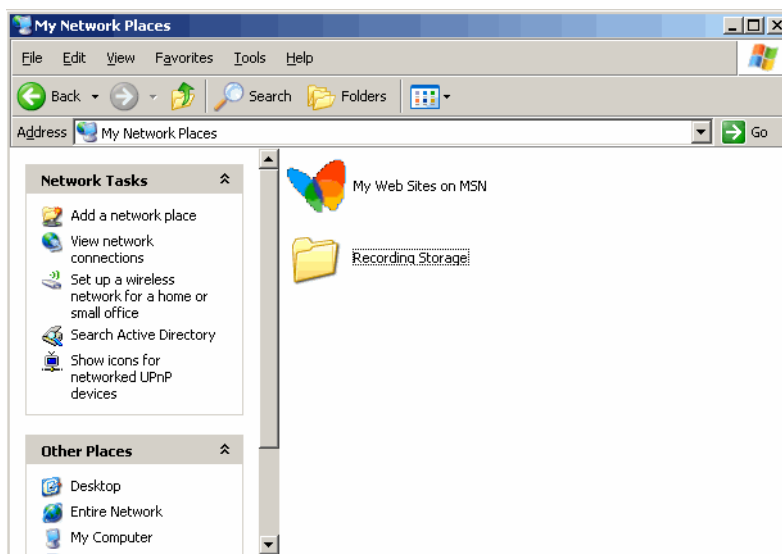 My Network Places
File Edit View Favorites Tools Help
Back Search Folders
Address My Network Places Go
Network Tasks
Add a network place
View network
connections
Set up a wireless
network for a home or
small office
Search Active Directory
Show icons for
networked UPnP
devices
Other Places
Desktop
Entire Network
My Computer
My Web Sites on MSN
Recording Storage